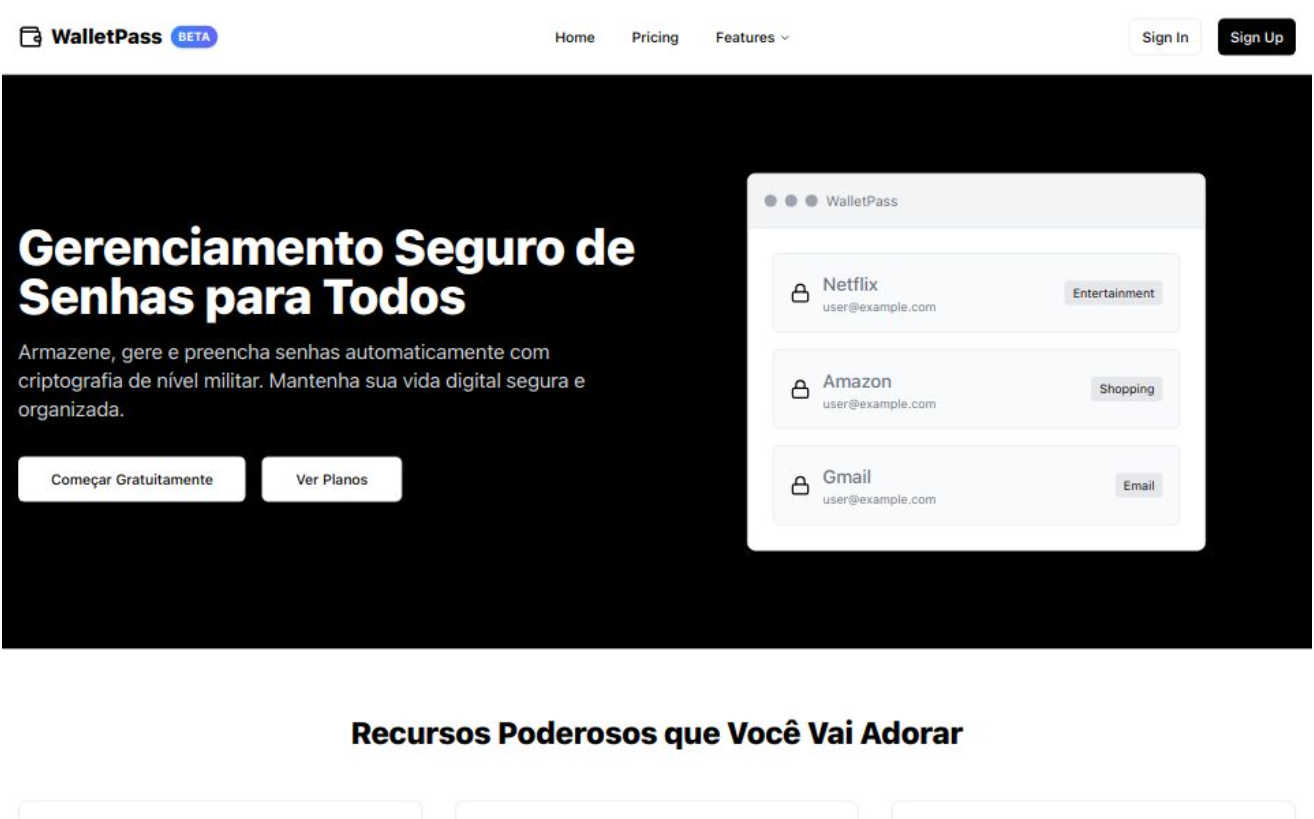 WalletPass BETA
Home Pricing Features
Sign In Sign Up
Gerenciamento Seguro de
Senhas para Todos
Armazene, gere e preencha senhas automaticamente com
criptografia de nível militar. Mantenha sua vida digital segura e
organizada.
Começar Gratuitamente Ver Planos
WalletPass
Netflix
user@example.com
Entertainment
Amazon
user@example.com
Shopping
Gmail
user@example.com
Email
Recursos Poderosos que Você Vai Adorar